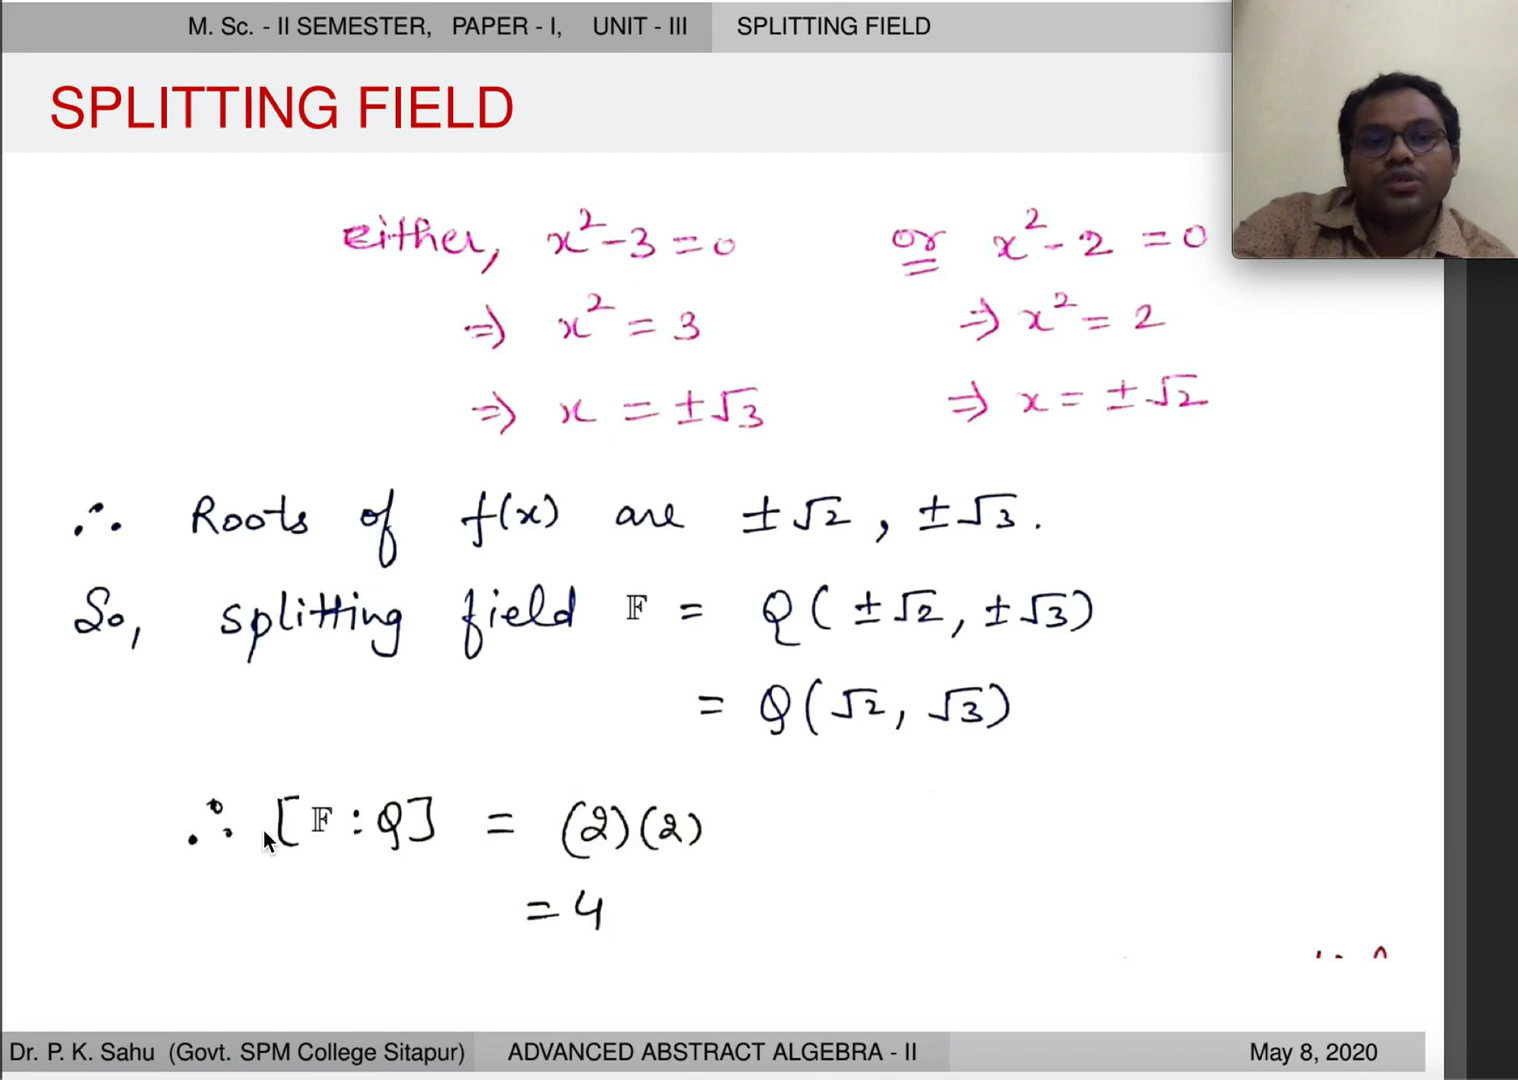 M. Sc. - II SEMESTER, PAPER - I, UNIT - III SPLITTING FIELD
SPLITTING FIELD
either, x² - 3 = 0 or x² - 2 = 0
⇒ x² = 3 ⇒ x² = 2
⇒ x = ±√3 ⇒ x = ±√2
∴ Roots of f(x) are ±√2, ±√3.
So, splitting field 𝔽 = Q(±√2, ±√3)
= Q(√2, √3)
∴ [𝔽 : Q] = (2)(2)
= 4
Dr. P. K. Sahu (Govt. SPM College Sitapur) ADVANCED ABSTRACT ALGEBRA - II May 8, 2020